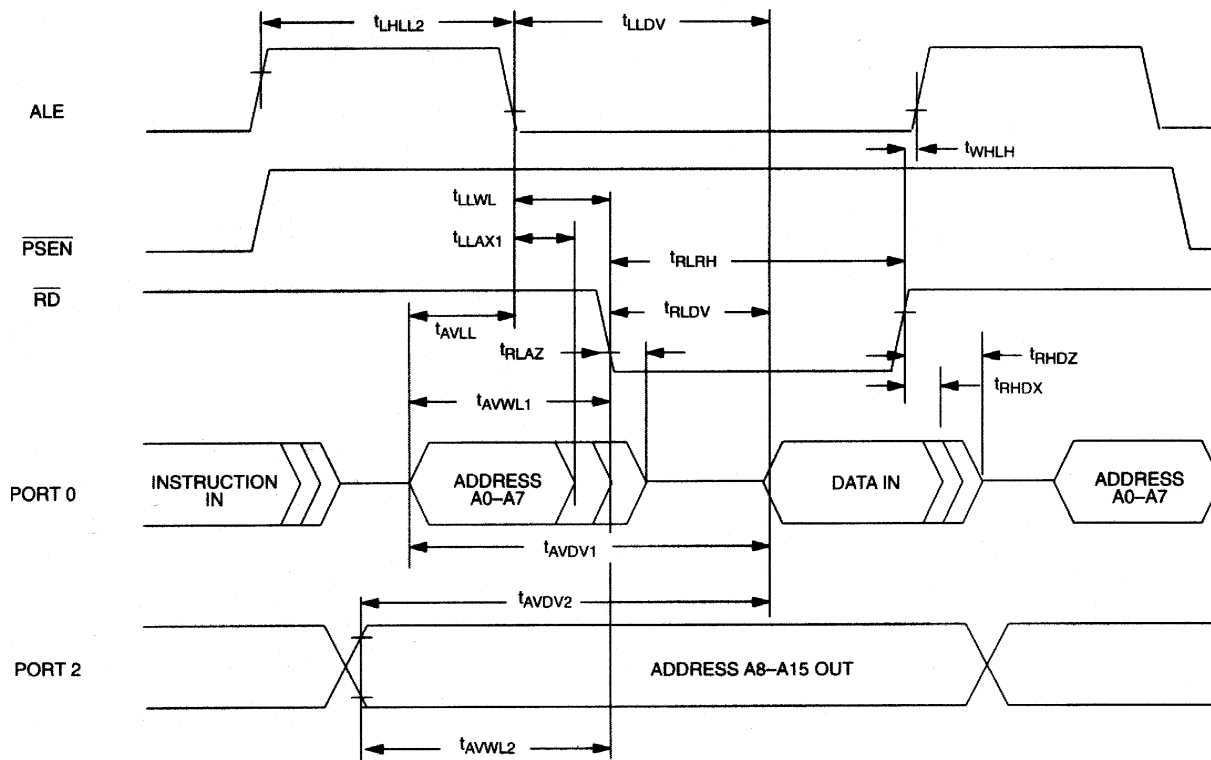 tLHLL2
tLLDV
ALE
tWHLH
tLLWL
PSEN
tLLAX1
tRLRH
RD
tAVLL
tRLDV
tRLAZ
tRHDZ
tRHDX
tAVWL1
PORT 0
INSTRUCTION
IN
ADDRESS
A0–A7
DATA IN
ADDRESS
A0–A7
tAVDV1
tAVDV2
PORT 2
ADDRESS A8–A15 OUT
tAVWL2